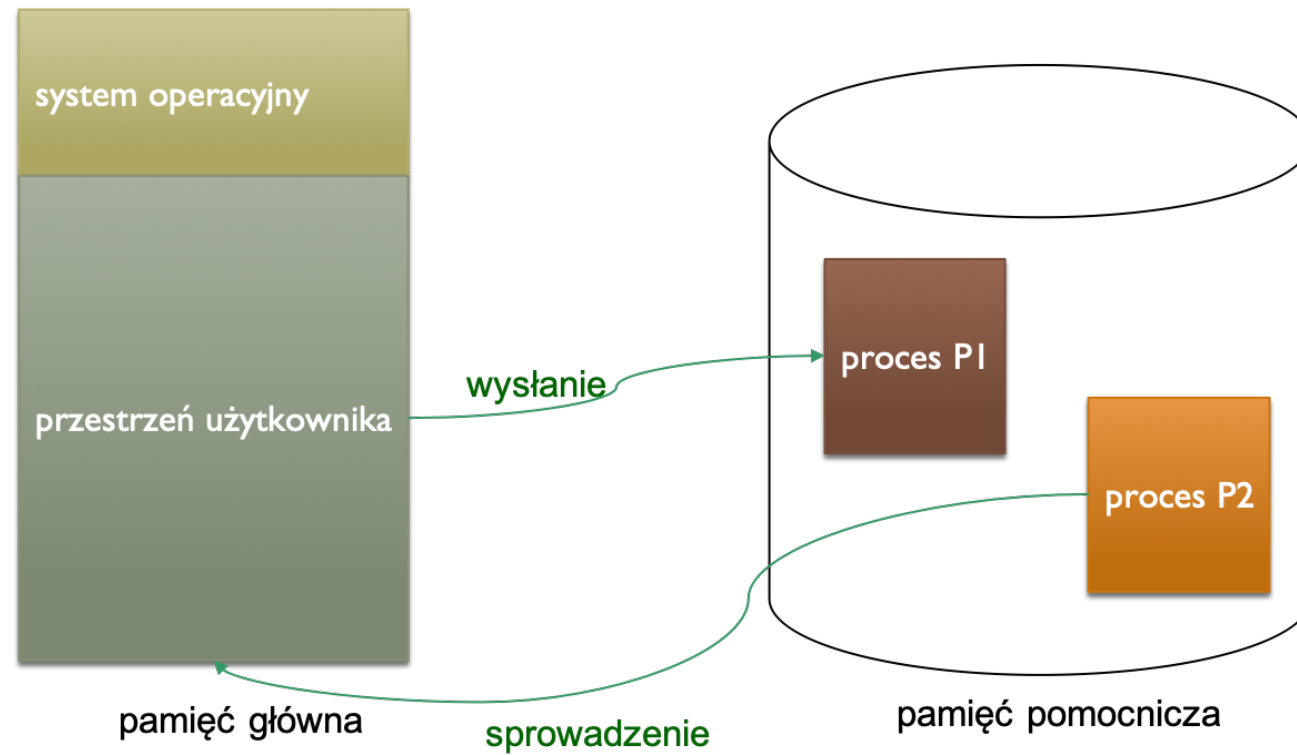 system operacyjny
wysłanie
proces P1
przestrzeń użytkownika
proces P2
pamięć główna
sprowadzenie
pamięć pomocnicza